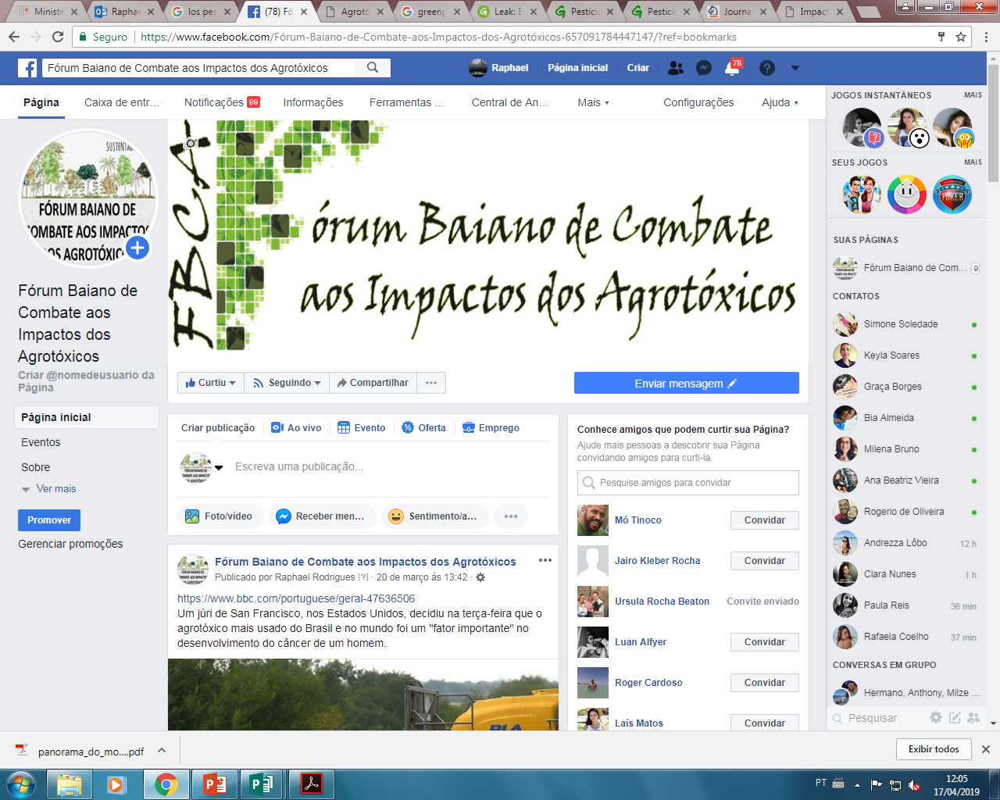 Ministé
Raphae
los pes
(78) Fó
Agrotó
greenp
Leak: E
Pesticic
Pesticic
Journa
Impact
Seguro
https://www.facebook.com/Fórum-Baiano-de-Combate-aos-Impactos-dos-Agrotóxicos-657091784447147/?ref=bookmarks
Fórum Baiano de Combate aos Impactos dos Agrotóxicos
Raphael
Página inicial
Criar
78
Página
Caixa de entr...
Notificações 99
Informações
Ferramentas ...
Central de An...
Mais
Configurações
Ajuda
SUSTENTAB
FÓRUM BAIANO DE
COMBATE AOS IMPACTOS
DOS AGROTÓXICOS
Fórum Baiano de
Combate aos
Impactos dos
Agrotóxicos
Criar @nomedeusuario da
Página
Página inicial
Eventos
Sobre
Ver mais
Promover
Gerenciar promoções
FBCA
Fórum Baiano de Combate
aos Impactos dos Agrotóxicos
Curtiu
Seguindo
Compartilhar
...
Enviar mensagem
Criar publicação
Ao vivo
Evento
Oferta
Emprego
Escreva uma publicação...
Foto/vídeo
Receber men...
Sentimento/a...
Fórum Baiano de Combate aos Impactos dos Agrotóxicos
Publicado por Raphael Rodrigues [?] · 20 de março às 13:42 ·
https://www.bbc.com/portuguese/geral-47636506
Um júri de San Francisco, nos Estados Unidos, decidiu na terça-feira que o
agrotóxico mais usado do Brasil e no mundo foi um "fator importante" no
desenvolvimento do câncer de um homem.
BLA
Conhece amigos que podem curtir sua Página?
Ajude mais pessoas a descobrir sua Página
convidando amigos para curti-la.
Pesquise amigos para convidar
Mó Tinoco
Convidar
Jairo Kleber Rocha
Convidar
Ursula Rocha Beaton
Convite enviado
Luan Alfyer
Convidar
Roger Cardoso
Convidar
Laís Matos
Convidar
JOGOS INSTANTÂNEOS
MAIS
SEUS JOGOS
MAIS
POKER
SUAS PÁGINAS
Fórum Baiano de Com... 9
CONTATOS
Simone Soledade
Keyla Soares
Graça Borges
Bia Almeida
Milena Bruno
Ana Beatriz Vieira
Rogerio de Oliveira
Andrezza Lôbo 12 h
Clara Nunes 1 h
Paula Reis 36 min
Rafaela Coelho 37 min
CONVERSAS EM GRUPO
Hermano, Anthony, Milze ...
Pesquisar
panorama_do_mo....pdf
Exibir todos
PT
12:05
17/04/2019